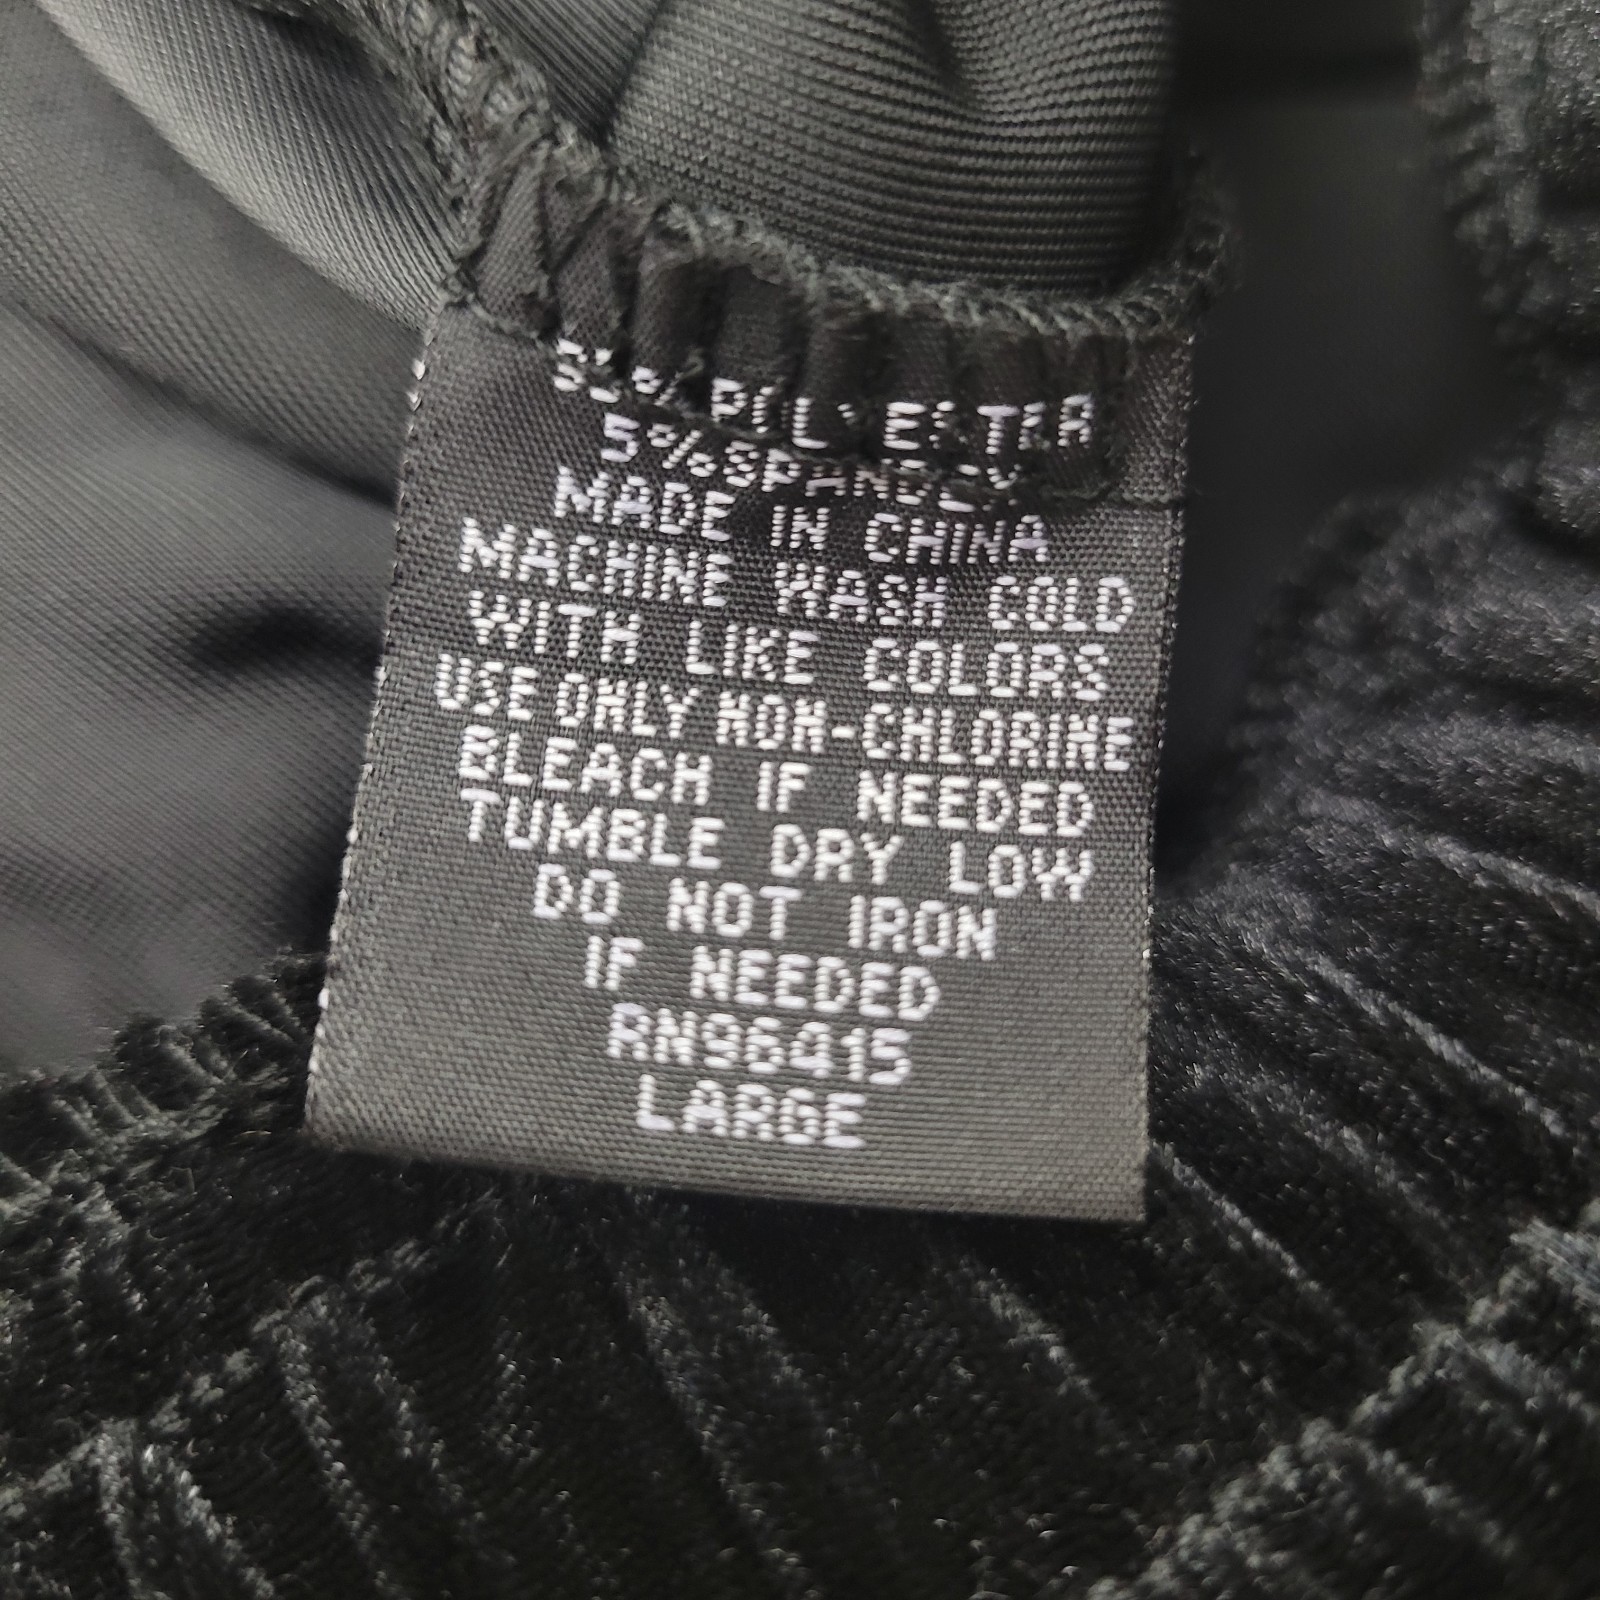 95% POLYESTER
5%SPANDEX
MADE IN CHINA
MACHINE WASH COLD
WITH LIKE COLORS
USE ONLY NON-CHLORINE
BLEACH IF NEEDED
TUMBLE DRY LOW
DO NOT IRON
IF NEEDED
RN96415
LARGE